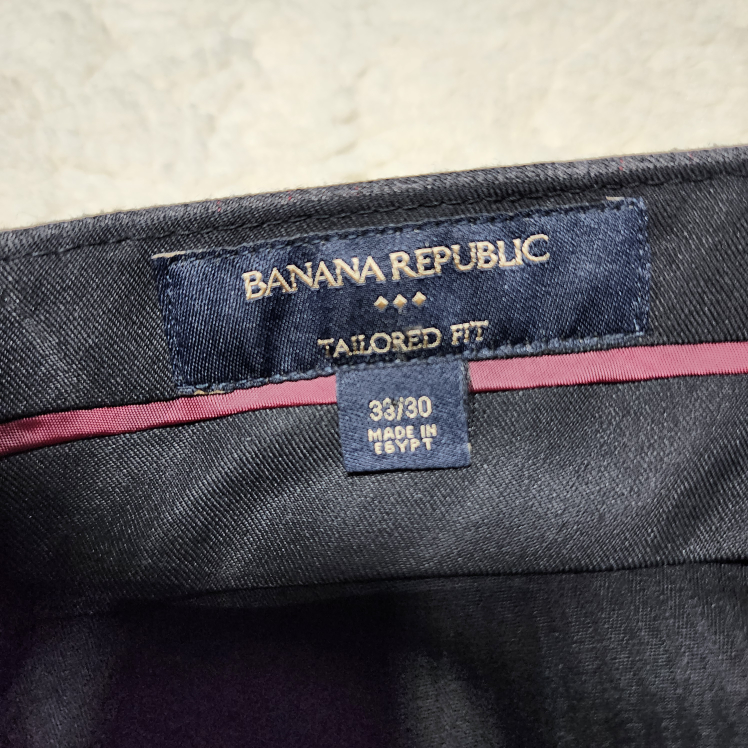 BANANA REPUBLIC
TAILORED FIT
33/30
MADE IN
EGYPT